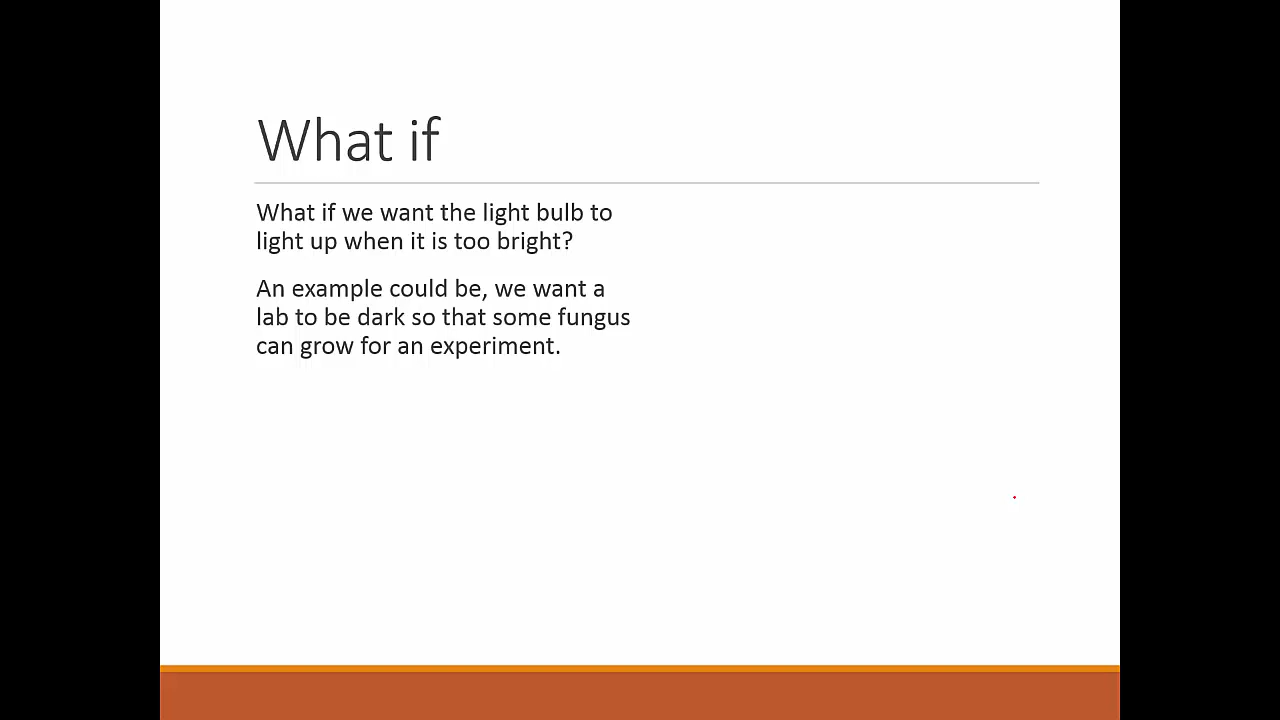 What if
What if we want the light bulb to
light up when it is too bright?
An example could be, we want a
lab to be dark so that some fungus
can grow for an experiment.